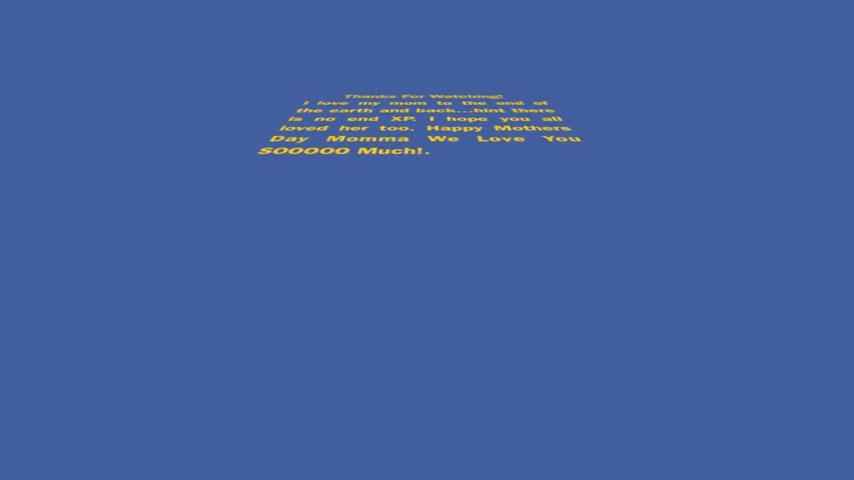 Thanks For Watching!
I love my mom to the end of
the earth and back...hint there
is no end XP. I hope you all
loved her too. Happy Mothers
Day Momma We Love You
SOOOOO Much!.